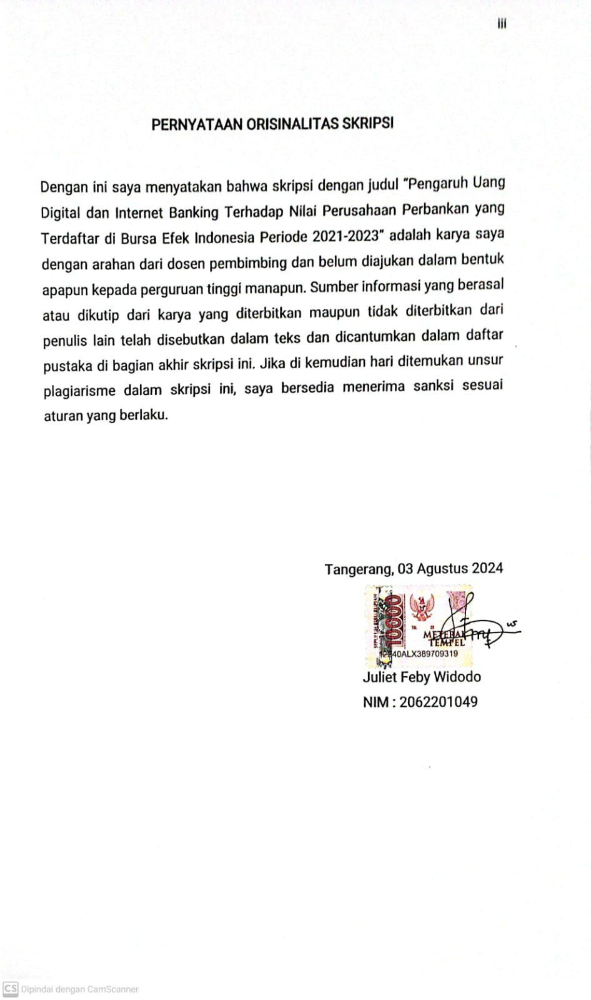 iii
PERNYATAAN ORISINALITAS SKRIPSI
Dengan ini saya menyatakan bahwa skripsi dengan judul "Pengaruh Uang
Digital dan Internet Banking Terhadap Nilai Perusahaan Perbankan yang
Terdaftar di Bursa Efek Indonesia Periode 2021-2023" adalah karya saya
dengan arahan dari dosen pembimbing dan belum diajukan dalam bentuk
apapun kepada perguruan tinggi manapun. Sumber informasi yang berasal
atau dikutip dari karya yang diterbitkan maupun tidak diterbitkan dari
penulis lain telah disebutkan dalam teks dan dicantumkan dalam daftar
pustaka di bagian akhir skripsi ini. Jika di kemudian hari ditemukan unsur
plagiarisme dalam skripsi ini, saya bersedia menerima sanksi sesuai
aturan yang berlaku.
Tangerang, 03 Agustus 2024
10000
METERAI
TEMPEL
40ALX389709319
Juliet Feby Widodo
NIM : 2062201049
CS Dipindai dengan CamScanner